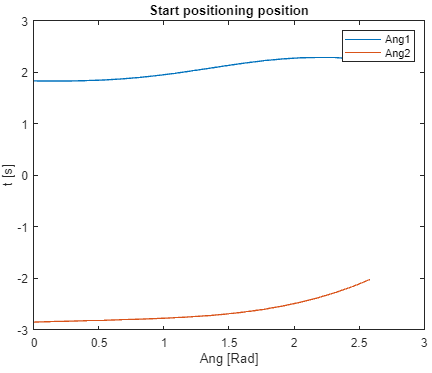 Start positioning position
3
2
1
0
-1
-2
-3
t [s]
Ang1
Ang2
0 0.5 1 1.5 2 2.5 3
Ang [Rad]